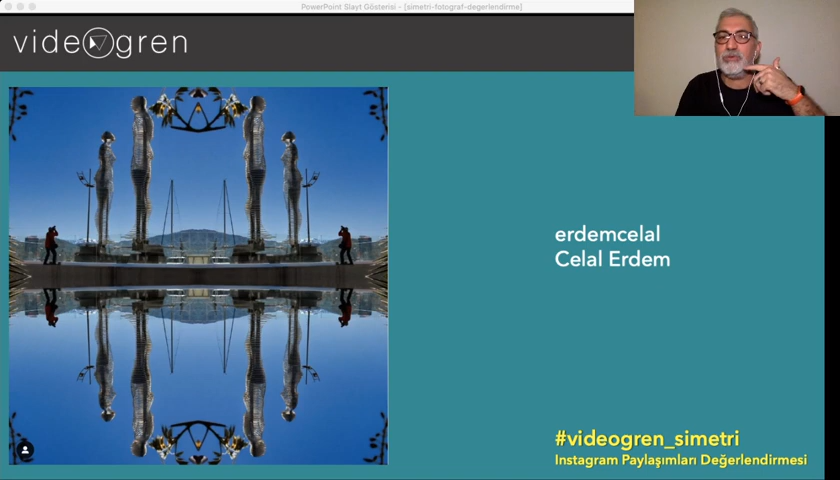 PowerPoint Slayt Gösterisi - [simetri-fotograf-degerlendirme]
videogren
erdemcelal
Celal Erdem
#videogren_simetri
Instagram Paylaşımları Değerlendirmesi